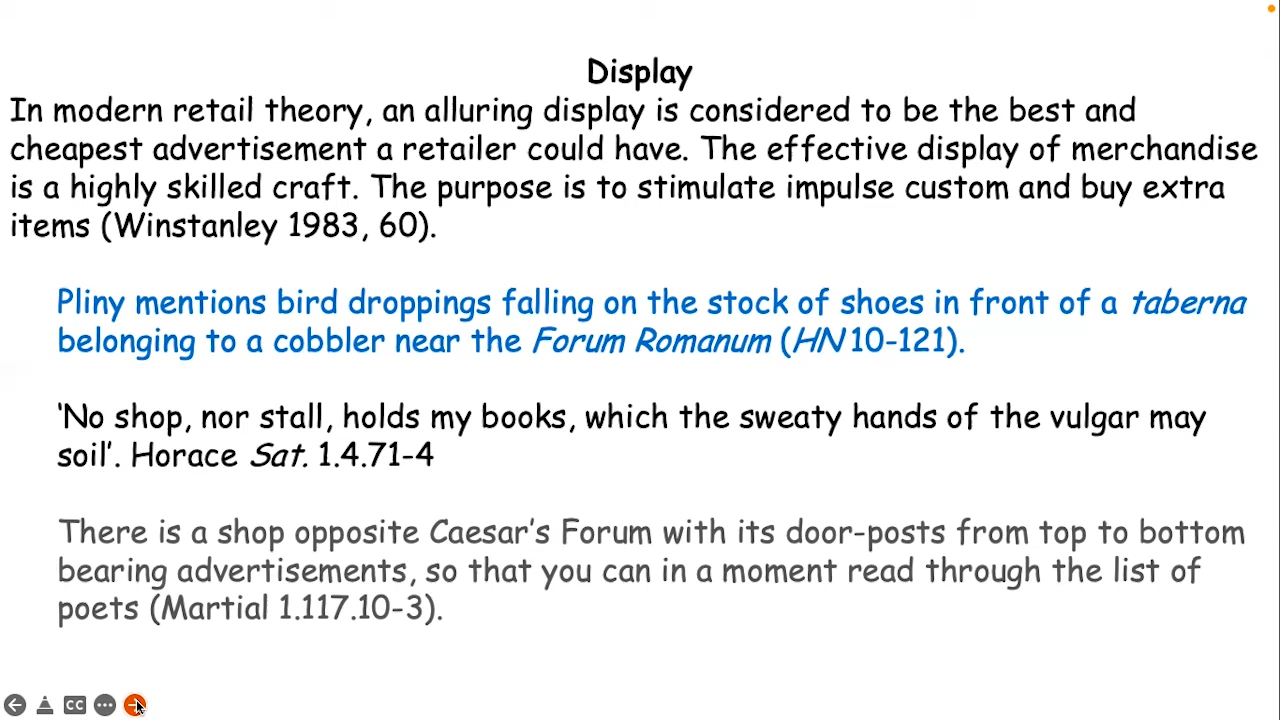 Display
In modern retail theory, an alluring display is considered to be the best and
cheapest advertisement a retailer could have. The effective display of merchandise
is a highly skilled craft. The purpose is to stimulate impulse custom and buy extra
items (Winstanley 1983, 60).
Pliny mentions bird droppings falling on the stock of shoes in front of a taberna
belonging to a cobbler near the Forum Romanum (HN 10-121).
‘No shop, nor stall, holds my books, which the sweaty hands of the vulgar may
soil’. Horace Sat. 1.4.71-4
There is a shop opposite Caesar’s Forum with its door-posts from top to bottom
bearing advertisements, so that you can in a moment read through the list of
poets (Martial 1.117.10-3).
CC